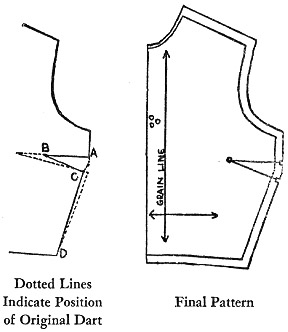 B
A
C
D
GRAIN LINE
Dotted Lines
Indicate Position
of Original Dart
Final Pattern